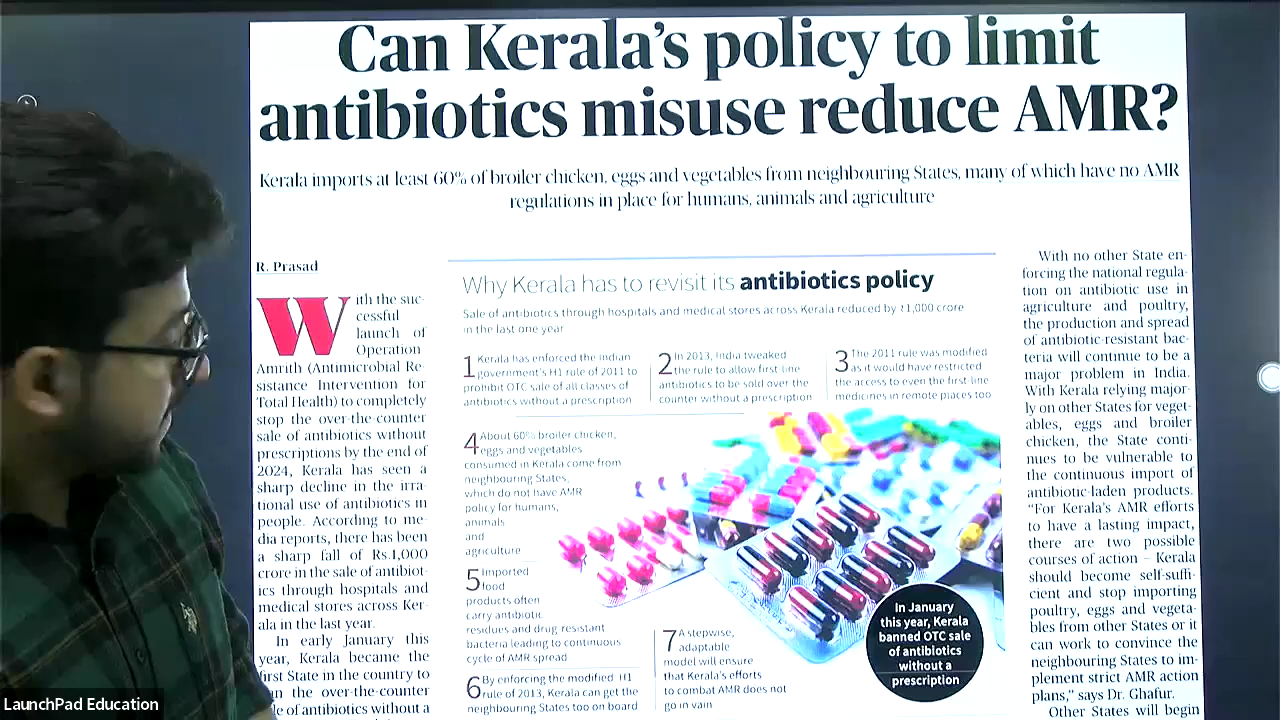 Can Kerala's policy to limit
antibiotics misuse reduce AMR?
Kerala imports at least 60% of broiler chicken, eggs and vegetables from neighbouring States, many of which have no AMR
regulations in place for humans, animals and agriculture
R. Prasad
With the suc-
cessful
launch of
Operation
Amrith (Antimicrobial Re-
sistance Intervention for
Total Health) to completely
stop the over-the-counter
sale of antibiotics without
prescriptions by the end of
2024, Kerala has seen a
sharp decline in the irra-
tional use of antibiotics in
people. According to me-
dia reports, there has been
a sharp fall of Rs.1,000
crore in the sale of antibiot-
ics through hospitals and
medical stores across Ker-
ala in the last year.
In early January this
year, Kerala became the
first State in the country to
the over-the-counter
of antibiotics without a
Why Kerala has to revisit its antibiotics policy
Sale of antibiotics through hospitals and medical stores across Kerala reduced by ₹1,000 crore
in the last one year
1 Kerala has enforced the Indian
government's H1 rule of 2011 to
prohibit OTC sale of all classes of
antibiotics without a prescription
2 In 2013, India tweaked
the rule to allow first-line
antibiotics to be sold over the
counter without a prescription
3 The 2011 rule was modified
as it would have restricted
the access to even the first-line
medicines in remote places too
4 About 60% broiler chicken,
eggs and vegetables
consumed in Kerala come from
neighbouring States,
which do not have AMR
policy for humans,
animals
and
agriculture
5 Imported
food
products often
carry antibiotic
residues and drug resistant
bacteria leading to continuous
cycle of AMR spread
6 By enforcing the modified H1
rule of 2013, Kerala can get the
neighbouring States too on board
7 A stepwise,
adaptable
model will ensure
that Kerala's efforts
to combat AMR does not
go in vain
In January
this year, Kerala
banned OTC sale
of antibiotics
without a
prescription
With no other State en-
forcing the national regula-
tion on antibiotic use in
agriculture and poultry,
the production and spread
of antibiotic-resistant bac-
teria will continue to be a
major problem in India.
With Kerala relying major-
ly on other States for veget-
ables, eggs and broiler
chicken, the State conti-
nues to be vulnerable to
the continuous import of
antibiotic-laden products.
"For Kerala's AMR efforts
to have a lasting impact,
there are two possible
courses of action – Kerala
should become self-suffi-
cient and stop importing
poultry, eggs and vegeta-
bles from other States or it
can work to convince the
neighbouring States to im-
plement strict AMR action
plans," says Dr. Ghafur.
Other States will begin
LaunchPad Education